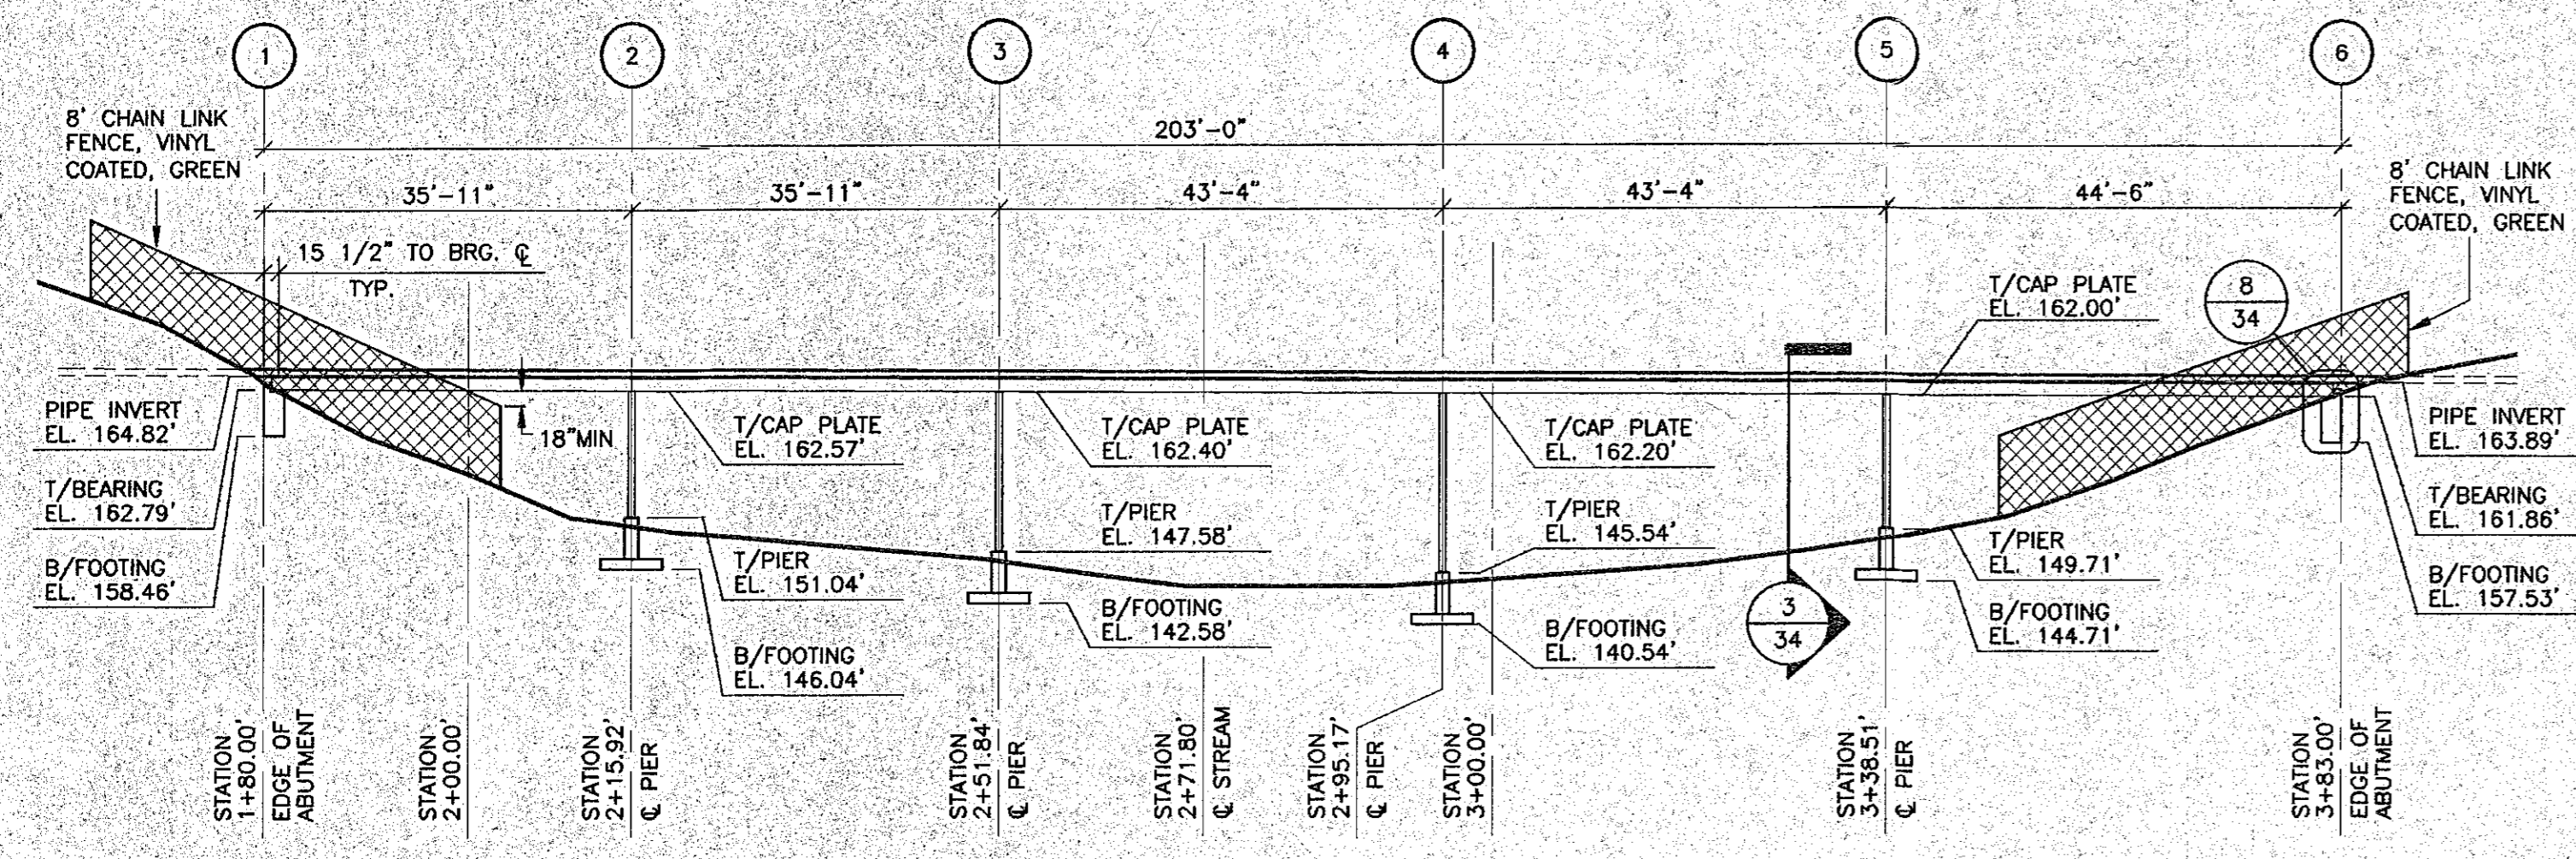 1
2
3
4
5
6
8' CHAIN LINK
FENCE, VINYL
COATED, GREEN
203'-0"
8' CHAIN LINK
FENCE, VINYL
COATED, GREEN
35'-11"
35'-11"
43'-4"
43'-4"
44'-6"
15 1/2" TO BRG. ℄
TYP.
T/CAP PLATE
EL. 162.00'
8
34
PIPE INVERT
EL. 164.82'
T/BEARING
EL. 162.79'
B/FOOTING
EL. 158.46'
18"MIN
T/CAP PLATE
EL. 162.57'
T/PIER
EL. 151.04'
B/FOOTING
EL. 146.04'
T/CAP PLATE
EL. 162.40'
T/PIER
EL. 147.58'
B/FOOTING
EL. 142.58'
T/CAP PLATE
EL. 162.20'
T/PIER
EL. 145.54'
B/FOOTING
EL. 140.54'
3
34
T/PIER
EL. 149.71'
B/FOOTING
EL. 144.71'
PIPE INVERT
EL. 163.89'
T/BEARING
EL. 161.86'
B/FOOTING
EL. 157.53'
STATION
1+80.00'
EDGE OF
ABUTMENT
STATION
2+00.00'
STATION
2+15.92'
℄ PIER
STATION
2+51.84'
℄ PIER
STATION
2+71.80'
℄ STREAM
STATION
2+95.17'
℄ PIER
STATION
3+00.00'
STATION
3+38.51'
℄ PIER
STATION
3+83.00'
EDGE OF
ABUTMENT